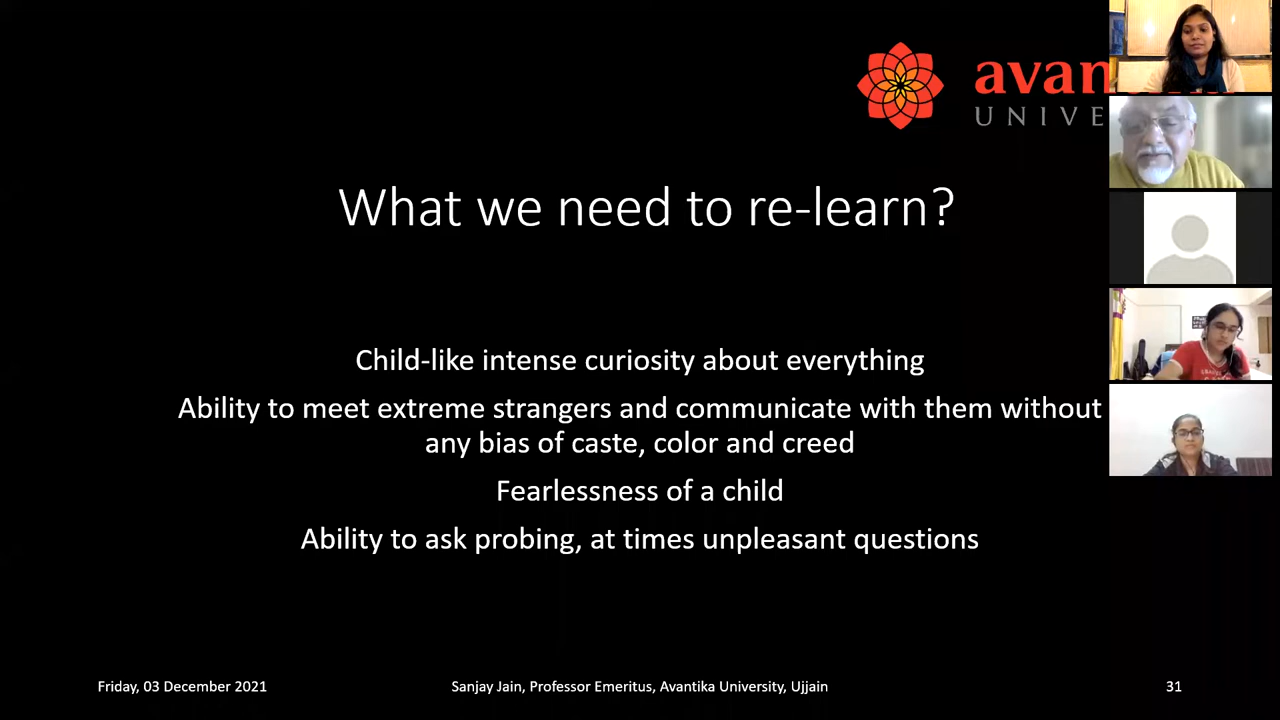 avan
UNIVE
What we need to re-learn?
Child-like intense curiosity about everything
Ability to meet extreme strangers and communicate with them without
any bias of caste, color and creed
Fearlessness of a child
Ability to ask probing, at times unpleasant questions
Friday, 03 December 2021
Sanjay Jain, Professor Emeritus, Avantika University, Ujjain
31